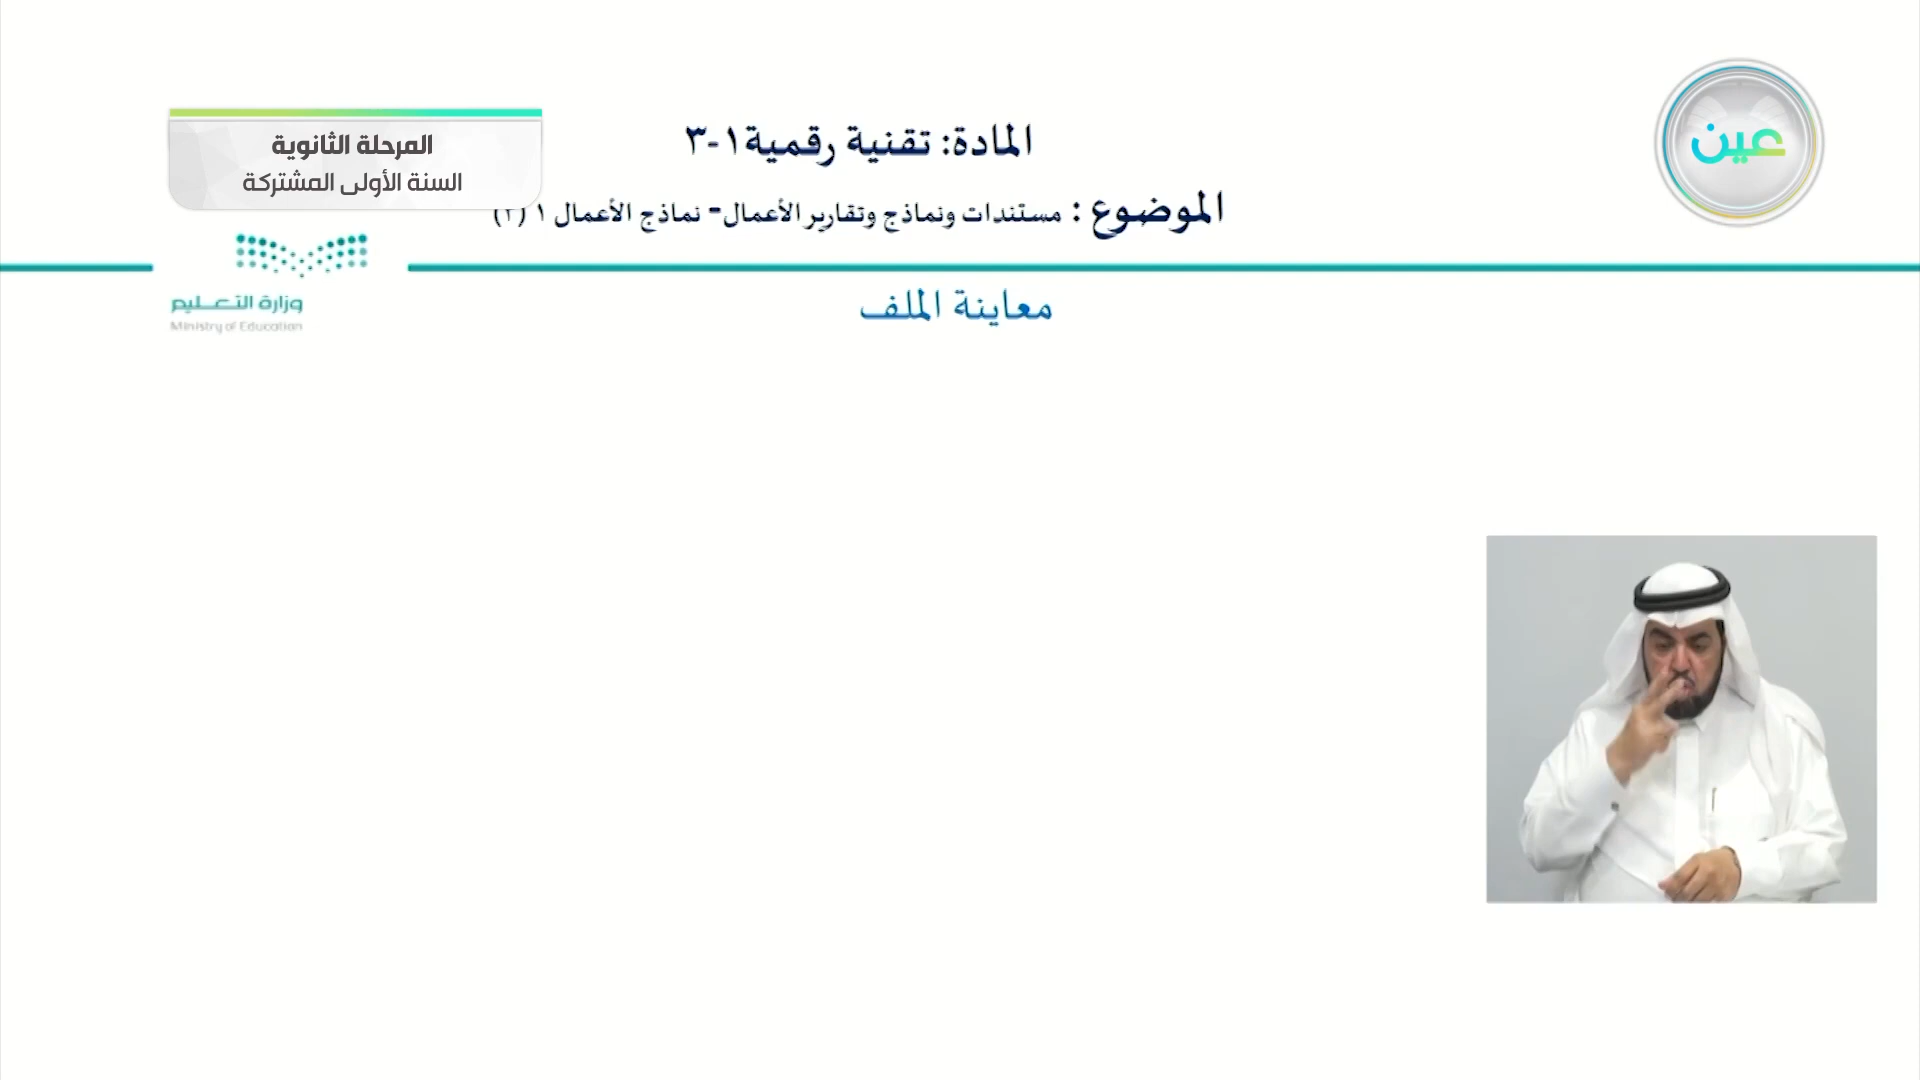 عين
المادة: تقنية رقمية١-٣
المرحلة الثانوية
السنة الأولى المشتركة
الموضوع : مستندات ونماذج وتقارير الأعمال- نماذج الأعمال ١
وزارة التعليم
Ministry of Education
معاينة الملف